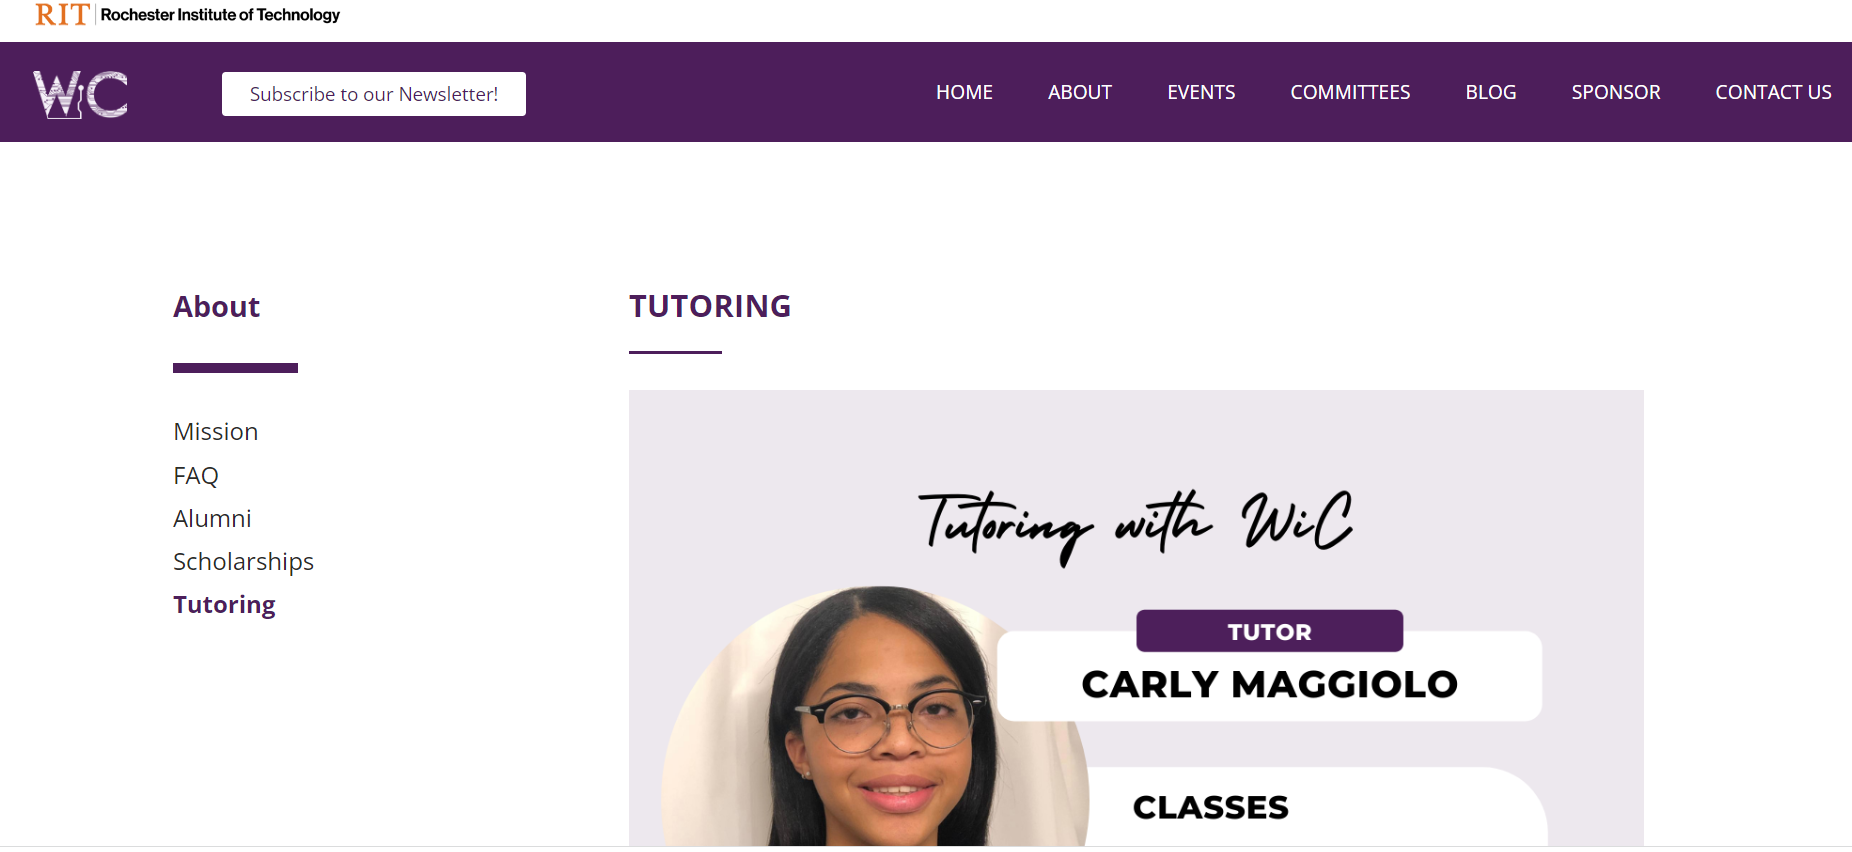 RIT Rochester Institute of Technology
WiC
Subscribe to our Newsletter!
HOME ABOUT EVENTS COMMITTEES BLOG SPONSOR CONTACT US
About
Mission
FAQ
Alumni
Scholarships
Tutoring
TUTORING
Tutoring with WiC
TUTOR
CARLY MAGGIOLO
CLASSES